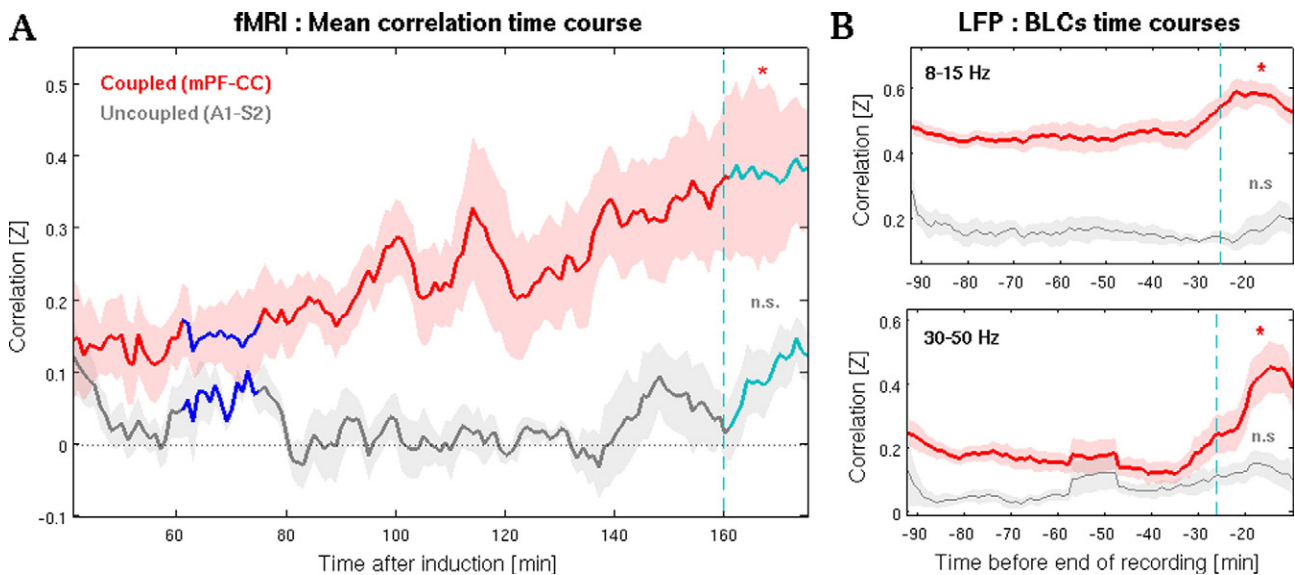 A
fMRI : Mean correlation time course
Coupled (mPF-CC)
Uncoupled (A1-S2)
*
n.s.
Correlation [Z]
0.5
0.4
0.3
0.2
0.1
0
-0.1
60 80 100 120 140 160
Time after induction [min]
B
LFP : BLCs time courses
8-15 Hz
*
n.s
Correlation [Z]
0.6
0.4
0.2
-92 -80 -70 -60 -50 -40 -30 -20
30-50 Hz
*
n.s
Correlation [Z]
0.6
0.4
0.2
0
-92 -80 -70 -60 -50 -40 -30 -20
Time before end of recording [min]